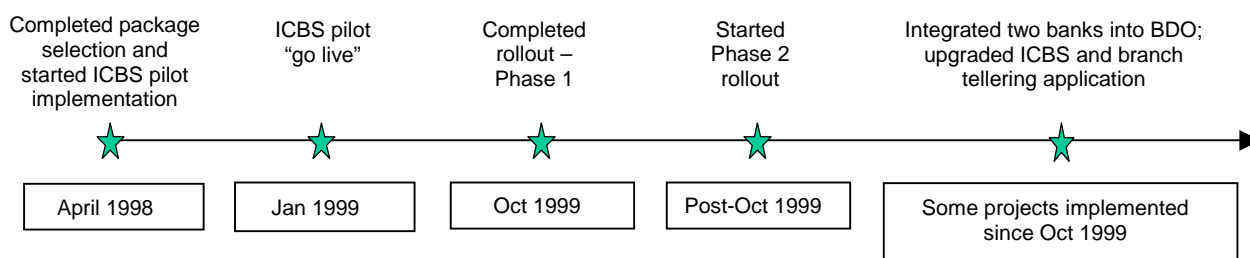 Completed package
selection and
started ICBS pilot
implementation
ICBS pilot
“go live”
Completed
rollout –
Phase 1
Started
Phase 2
rollout
Integrated two banks into BDO;
upgraded ICBS and branch
tellering application
April 1998
Jan 1999
Oct 1999
Post-Oct 1999
Some projects implemented
since Oct 1999